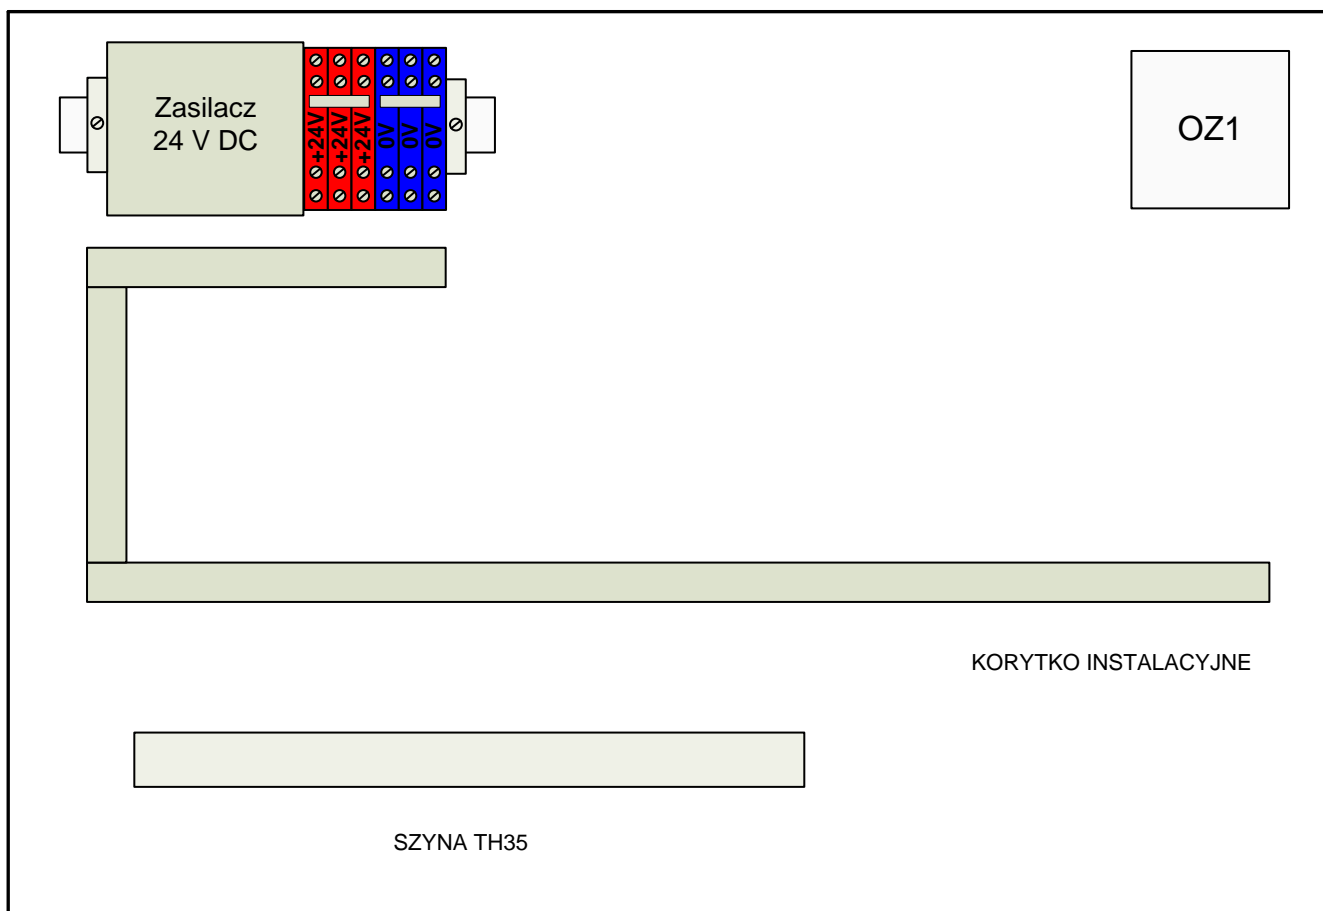 Zasilacz
24 V DC
+24V
+24V
+24V
0V
0V
0V
OZ1
KORYTKO INSTALACYJNE
SZYNA TH35